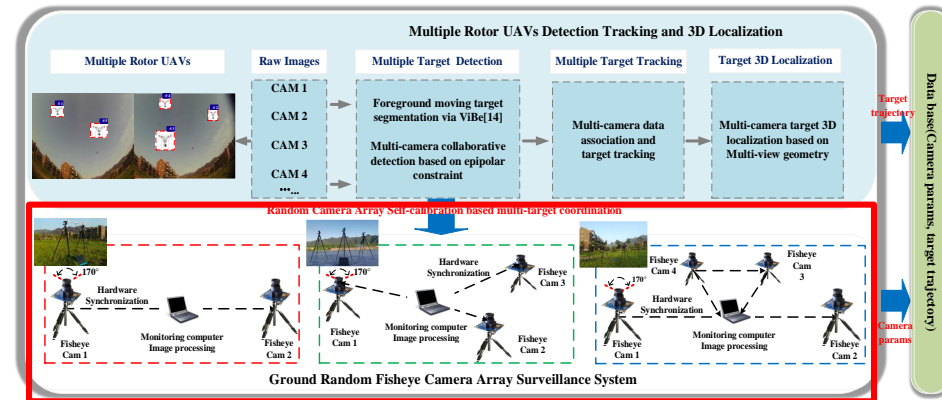 Multiple Rotor UAVs Detection Tracking and 3D Localization
Multiple Rotor UAVs
Raw Images
Multiple Target Detection
Multiple Target Tracking
Target 3D Localization
CAM 1
CAM 2
CAM 3
CAM 4
Foreground moving target
segmentation via ViBe[14]
Multi-camera collaborative
detection based on epipolar
constraint
Multi-camera data
association and
target tracking
Multi-camera target 3D
localization based on
Multi-view geometry
Target
trajectory
Data base(Camera params, target trajectory)
Random Camera Array Self-calibration based multi-target coordination
170°
Hardware
Synchronization
Fisheye
Cam 1
Monitoring computer
Image processing
Fisheye
Cam 2
170°
Hardware
Synchronization
Fisheye
Cam 3
Fisheye
Cam 1
Monitoring computer
Image processing
Fisheye
Cam 2
Fisheye
Cam 4
Fisheye
Cam
3
170°
Hardware
Synchronization
Fisheye
Cam 1
Monitoring computer
Image processing
Fisheye
Cam 2
Camera
params
Ground Random Fisheye Camera Array Surveillance System